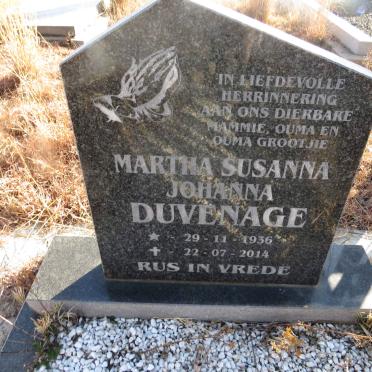 IN LIEFDEVOLLE
HERRINNERING
AAN ONS DIERBARE
MAMMIE, OUMA EN
OUMA GROOTJIE
MARTHA SUSANNA
JOHANNA
DUVENAGE
★ 29 - 11 - 1936
✝ 22 - 07 - 2014
RUS IN VREDE